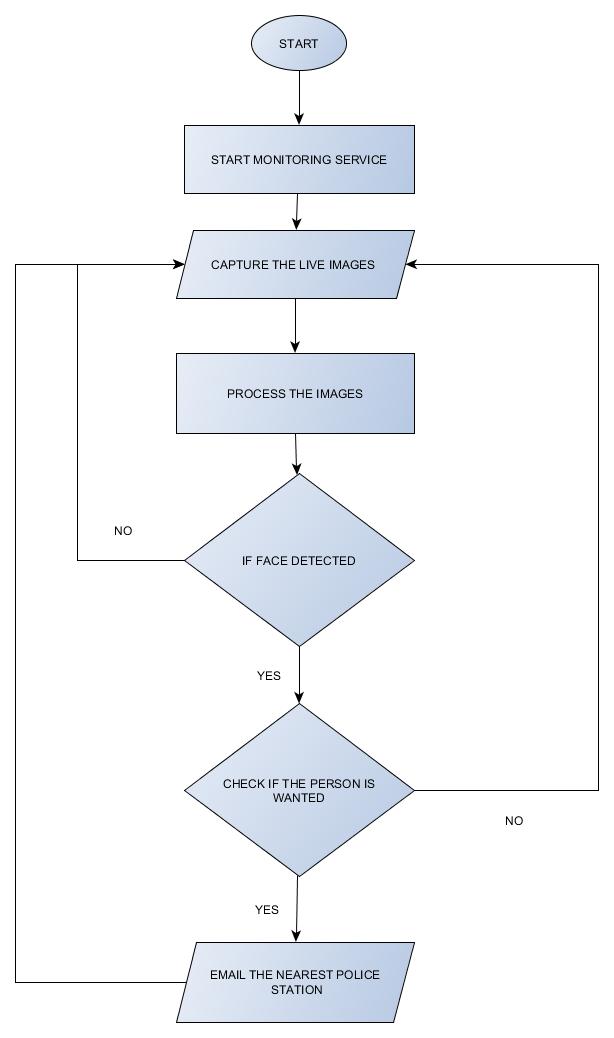 START
START MONITORING SERVICE
CAPTURE THE LIVE IMAGES
PROCESS THE IMAGES
NO
IF FACE DETECTED
YES
CHECK IF THE PERSON IS
WANTED
NO
YES
EMAIL THE NEAREST POLICE
STATION